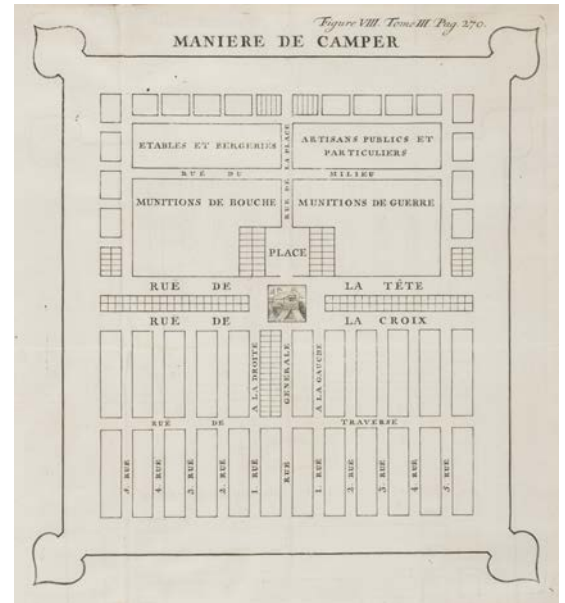 Figure VIII. Tome III. Pag. 270.
MANIERE DE CAMPER
ETABLES ET BERGERIES
ARTISANS PUBLICS ET
PARTICULIERS
RUE DE LA PLACE
RUE DU MILIEU
MUNITIONS DE BOUCHE
MUNITIONS DE GUERRE
PLACE
RUE DE LA TÊTE
RUE DE LA CROIX
A LA DROITE
GENERALE
A LA GAUCHE
RUE DE TRAVERSE
5. RUE
4. RUE
3. RUE
2. RUE
1. RUE
RUE
1. RUE
2. RUE
3. RUE
4. RUE
5. RUE